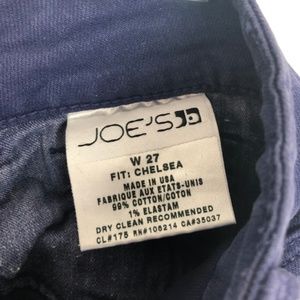 JOE'S
W 27
FIT: CHELSEA
MADE IN USA
FABRIQUE AUX ETATS-UNIS
99% COTTON/COTON
1% ELASTAM
DRY CLEAN RECOMMENDED
CL#175 RN#106214 CA#35037